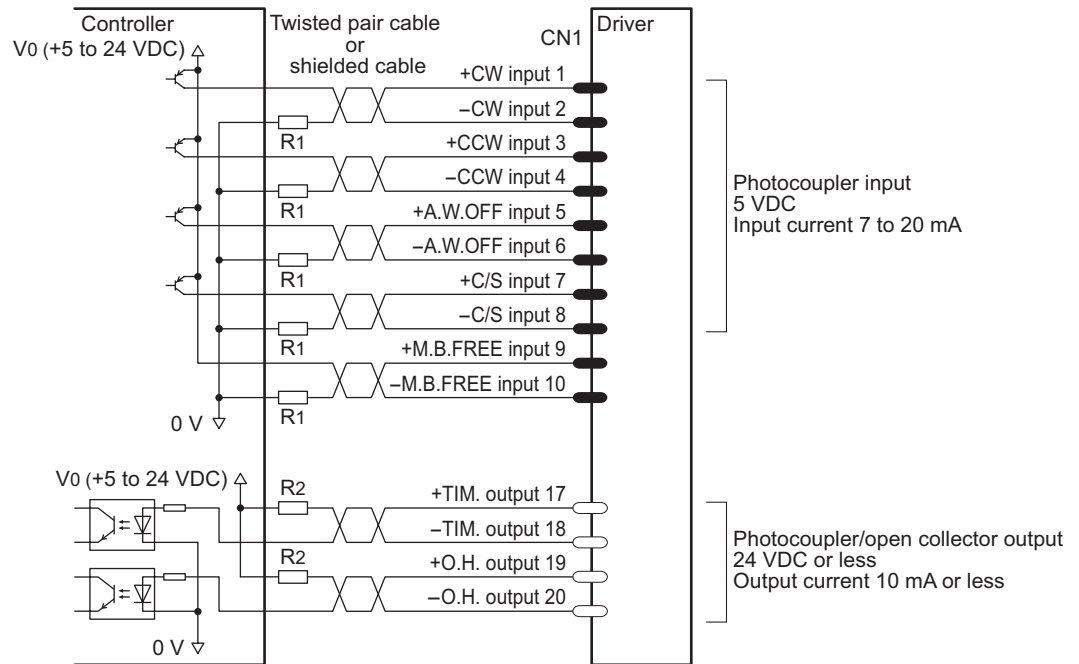 Controller
V0 (+5 to 24 VDC)
Twisted pair cable
or
shielded cable
CN1
Driver
+CW input 1
–CW input 2
R1
+CCW input 3
–CCW input 4
R1
+A.W.OFF input 5
–A.W.OFF input 6
R1
+C/S input 7
–C/S input 8
R1
+M.B.FREE input 9
–M.B.FREE input 10
R1
0 V
Photocoupler input
5 VDC
Input current 7 to 20 mA
V0 (+5 to 24 VDC)
R2
+TIM. output 17
–TIM. output 18
R2
+O.H. output 19
–O.H. output 20
0 V
Photocoupler/open collector output
24 VDC or less
Output current 10 mA or less